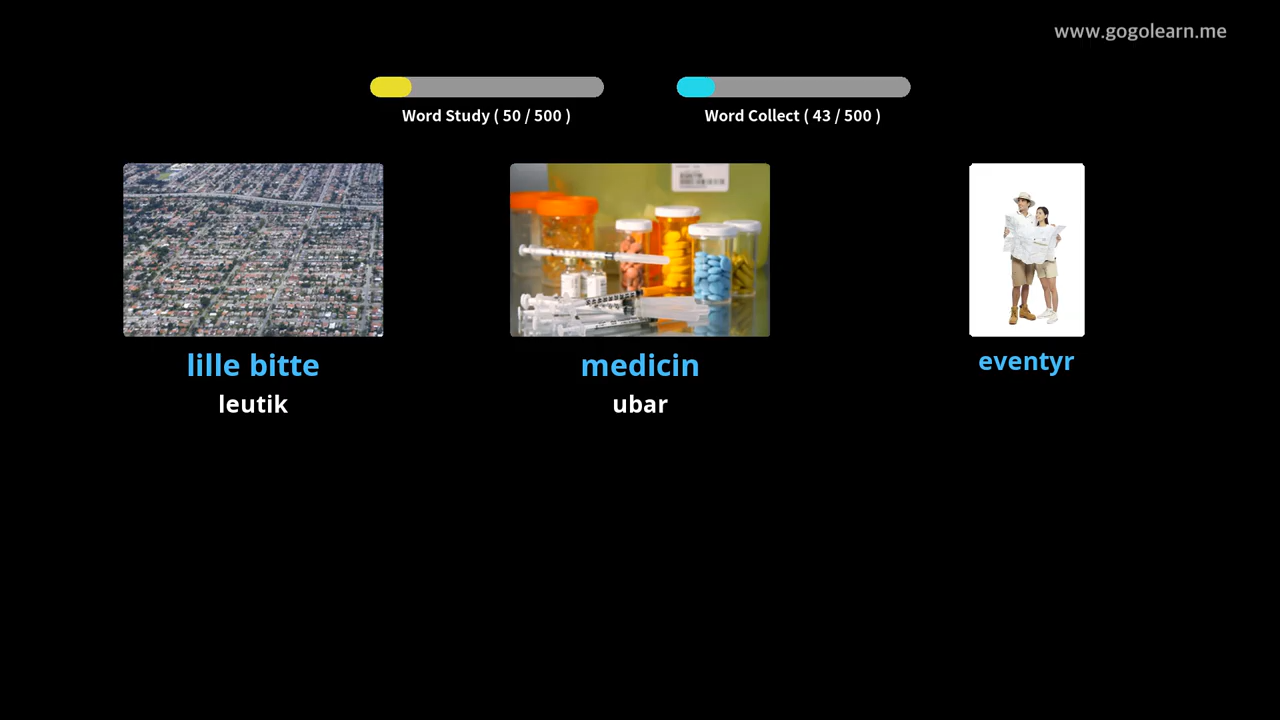 www.gogolearn.me
Word Study ( 50 / 500 )
Word Collect ( 43 / 500 )
lille bitte
leutik
medicin
ubar
eventyr